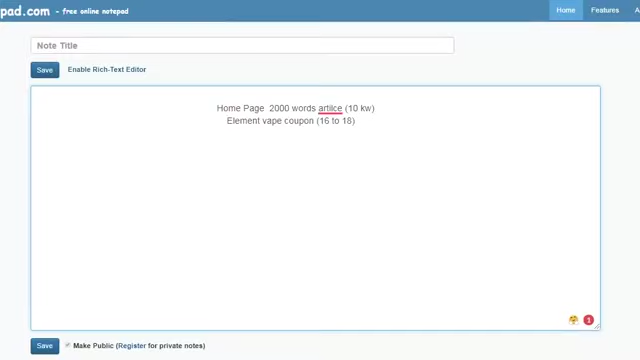 pad.com - free online notepad
Home Features
Note Title
Save Enable Rich-Text Editor
Home Page 2000 words artilce (10 kw)
Element vape coupon (16 to 18)
1
Save Make Public (Register for private notes)